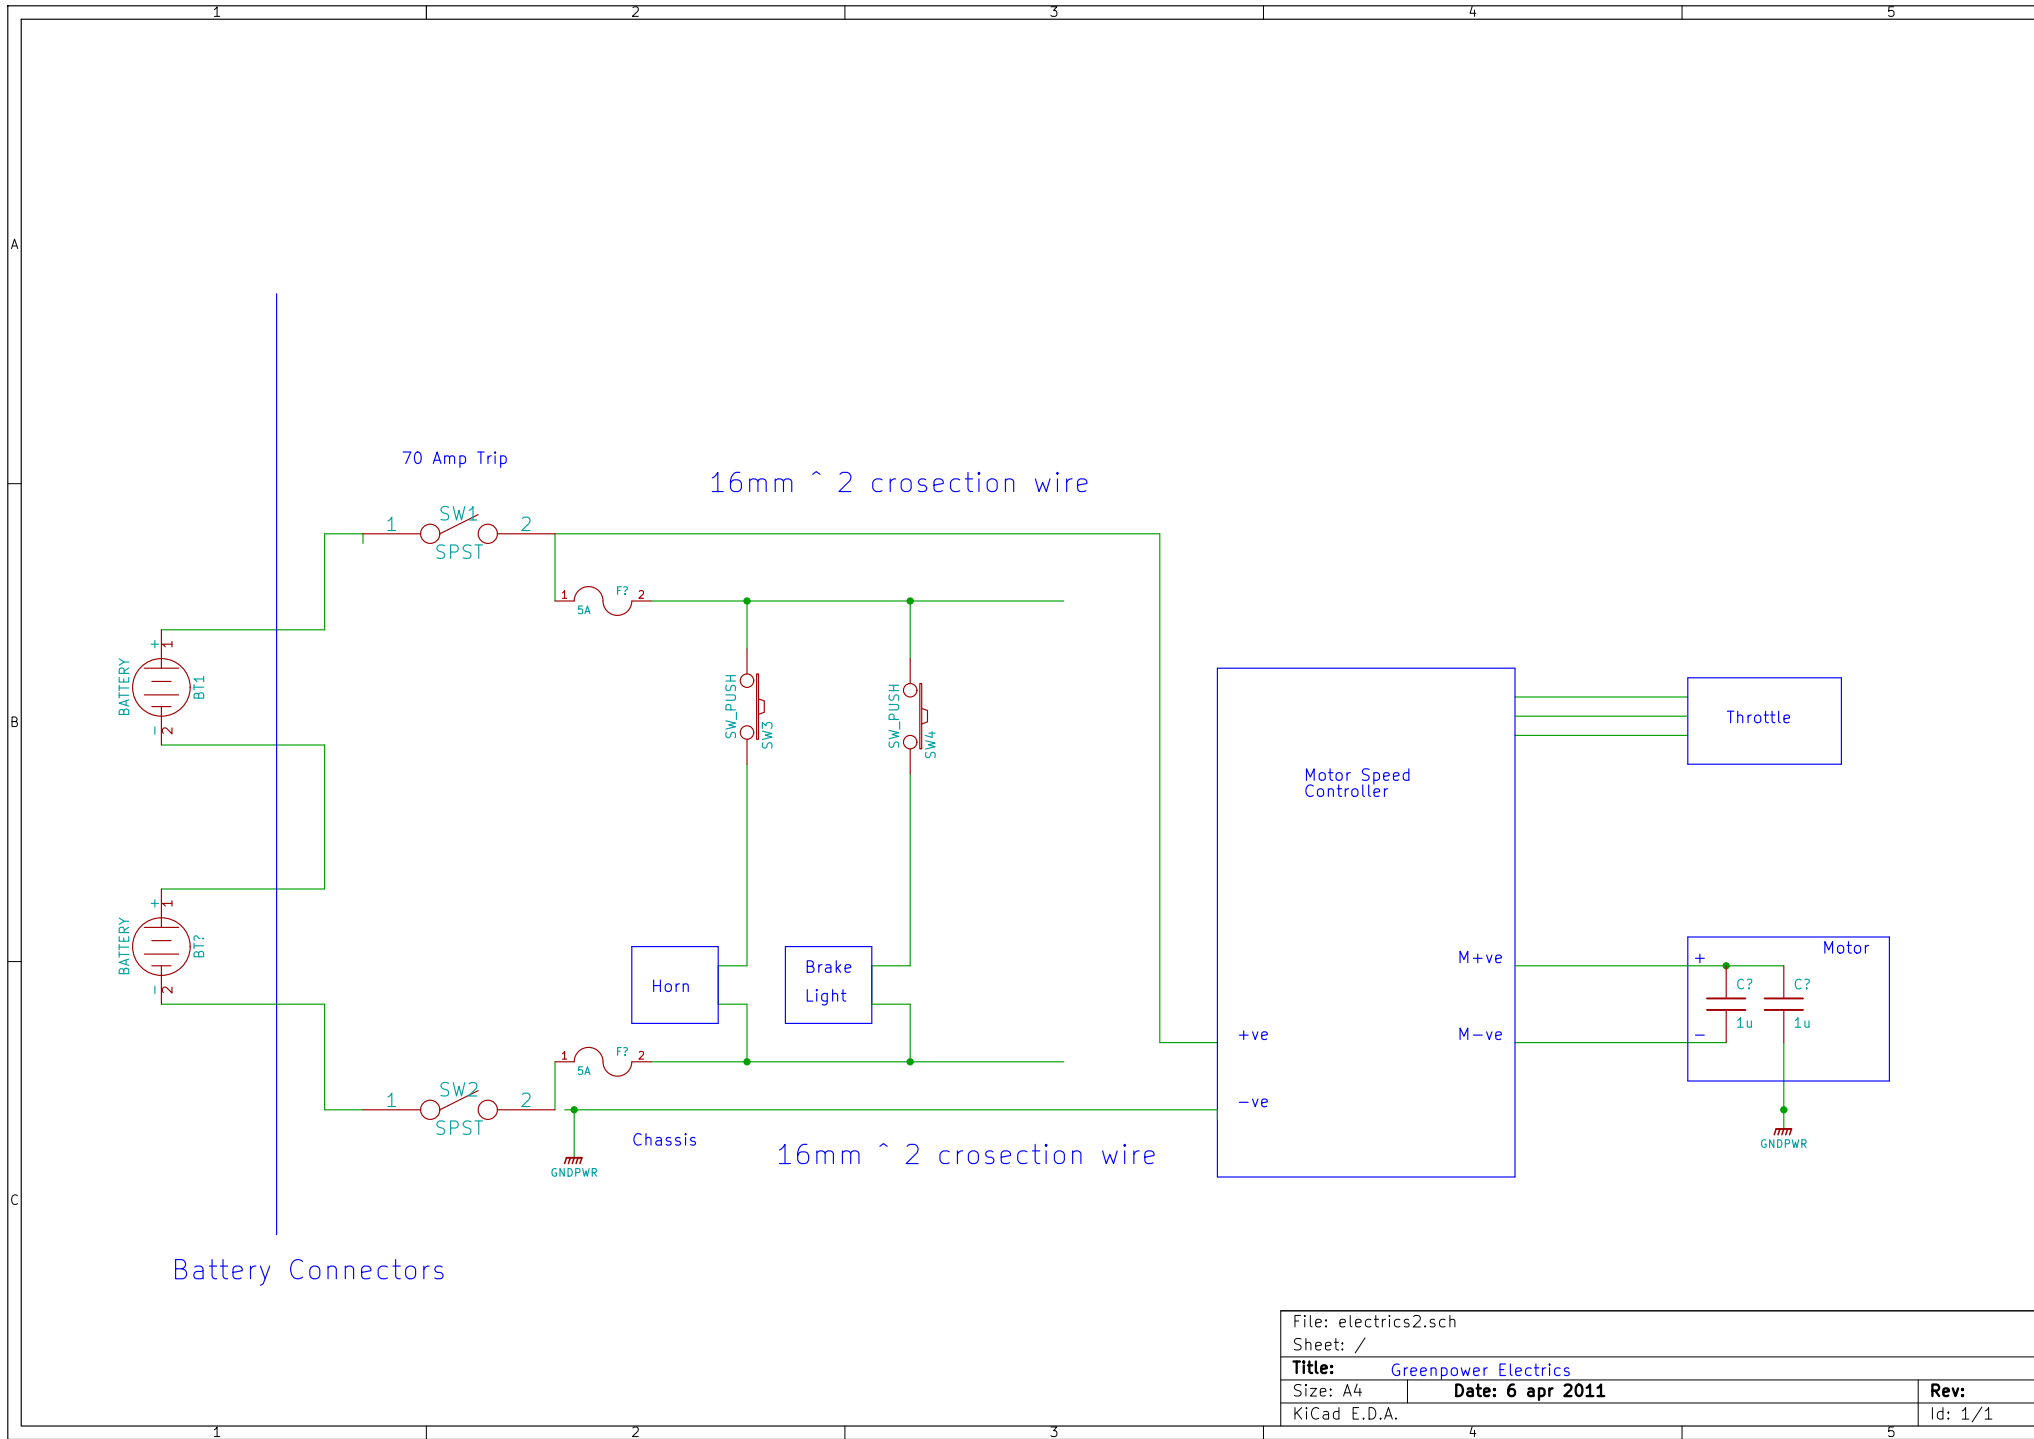 1 2 3 4 5
A
70 Amp Trip
16mm ^ 2 crosection wire
1 SW1 2
SPST
1 F? 2
5A
BATTERY + 1 - 2 BT1
SW_PUSH SW3
SW_PUSH SW4
B
Throttle
Motor Speed
Controller
BATTERY + 1 - 2 BT?
Horn
Brake
Light
M+ve
+ Motor
C? C?
1u 1u
+ve M-ve -
1 F? 2
5A
1 SW2 2
SPST
-ve
Chassis
16mm ^ 2 crosection wire
GNDPWR
GNDPWR
C
Battery Connectors
File: electrics2.sch
Sheet: /
Title: Greenpower Electrics
Size: A4 Date: 6 apr 2011 Rev:
KiCad E.D.A. Id: 1/1
1 2 3 4 5